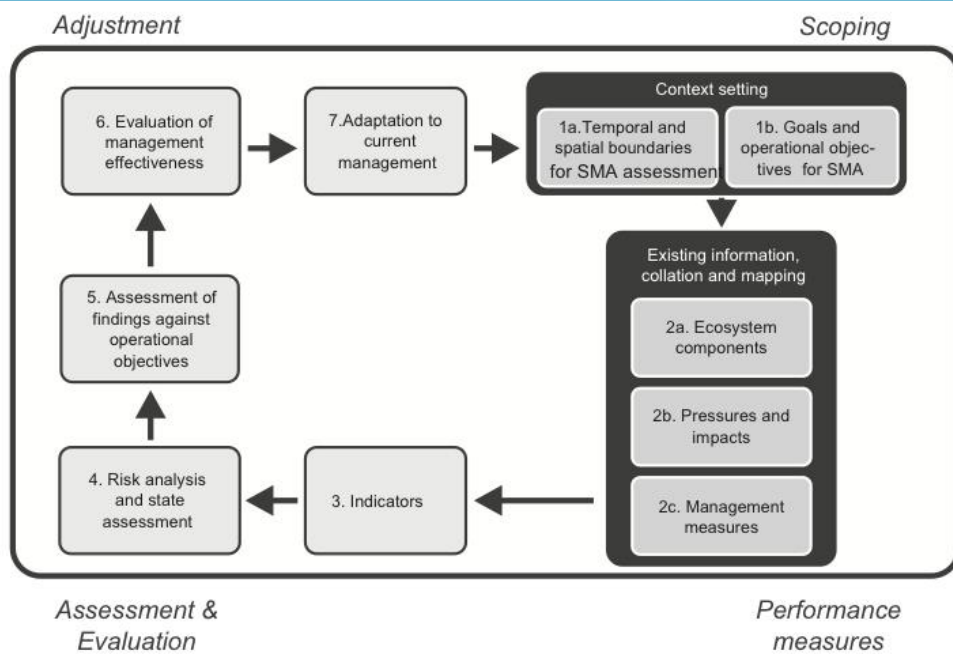 Adjustment
Scoping
6. Evaluation of
management
effectiveness
7.Adaptation to
current
management
Context setting
1a.Temporal and
spatial boundaries
for SMA assessment
1b. Goals and
operational objec-
tives for SMA
Existing information,
collation and mapping
2a. Ecosystem
components
2b. Pressures and
impacts
2c. Management
measures
3. Indicators
4. Risk analysis
and state
assessment
5. Assessment of
findings against
operational
objectives
Assessment &
Evaluation
Performance
measures